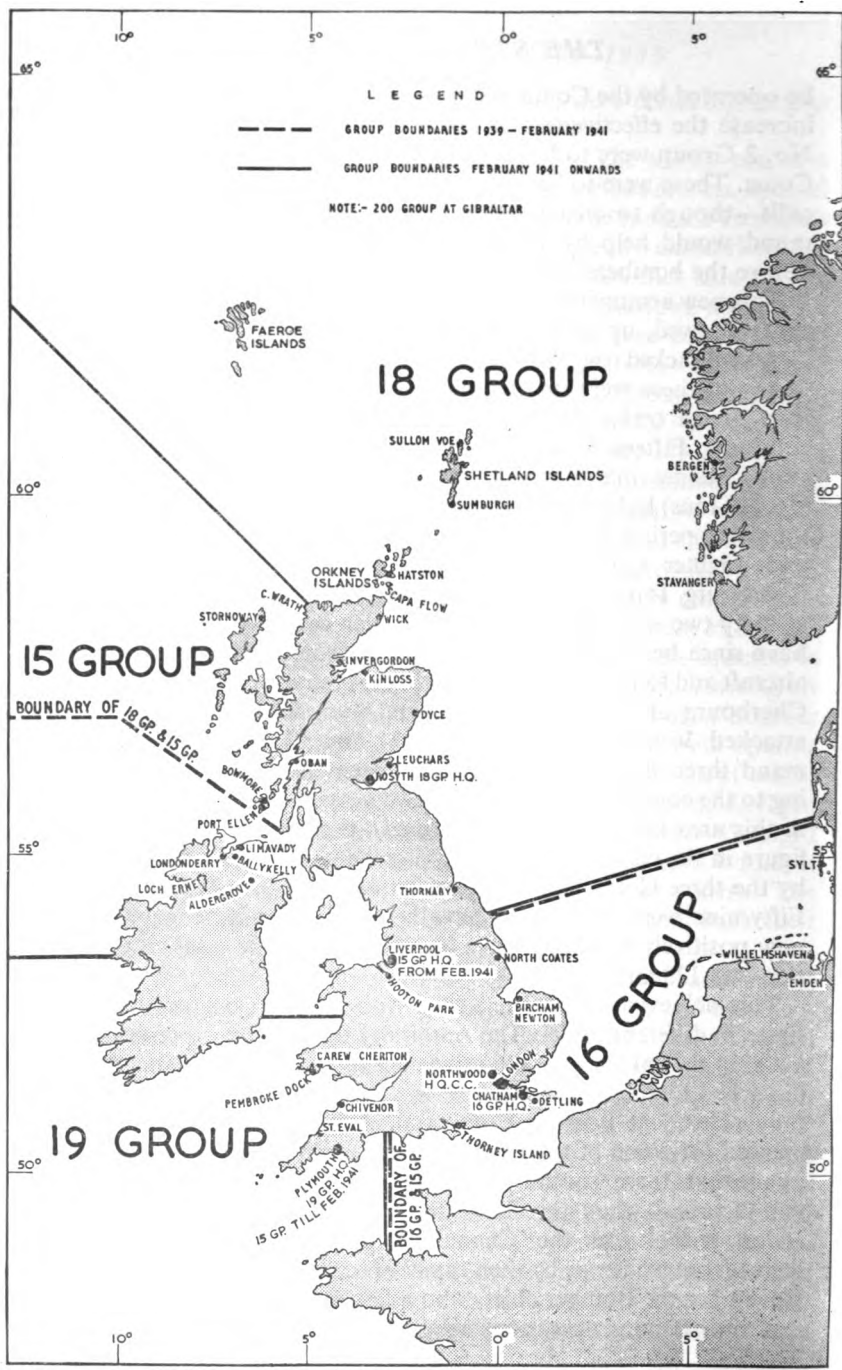 10°
5°
0°
5°
65°
65°
LEGEND
GROUP BOUNDARIES 1939 - FEBRUARY 1941
GROUP BOUNDARIES FEBRUARY 1941 ONWARDS
NOTE:- 200 GROUP AT GIBRALTAR
FAEROE
ISLANDS
18 GROUP
SULLOM VOE
SHETLAND ISLANDS
BERGEN
60°
60°
SUMBURGH
ORKNEY
ISLANDS
HATSTON
SCAPA FLOW
STAVANGER
C. WRATH
STORNOWAY
WICK
15 GROUP
INVERGORDON
KINLOSS
BOUNDARY OF
18 GP. & 15 GP.
DYCE
OBAN
LEUCHARS
ROSYTH 18 GP H.Q.
BOWMORE
PORT ELLEN
55°
55°
LIMAVADY
LONDONDERRY
BALLYKELLY
SYLT
LOCH ERNE
ALDERGROVE
THORNABY
LIVERPOOL
15 GP. H.Q.
FROM FEB. 1941
NORTH COATES
WILHELMSHAVEN
EMDEN
HOOTON PARK
BIRCHAM
NEWTON
16 GROUP
CAREW CHERITON
NORTHWOOD
H.Q. C.C.
LONDON
PEMBROKE DOCK
CHATHAM
16 GP. H.Q.
DETLING
CHIVENOR
19 GROUP
ST. EVAL
THORNEY ISLAND
50°
50°
PLYMOUTH
19 GP. H.Q.
15 GP. TILL FEB. 1941
BOUNDARY OF
16 GP. & 15 GP.
10°
5°
0°
5°